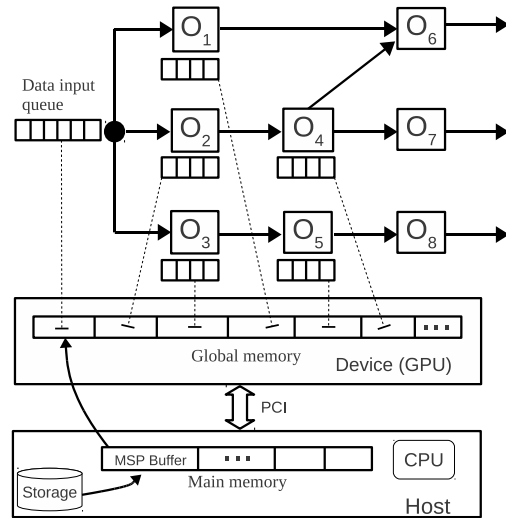 O1
O6
Data input
queue
O2
O4
O7
O3
O5
O8
Global memory
Device (GPU)
PCI
MSP Buffer
CPU
Storage
Main memory
Host